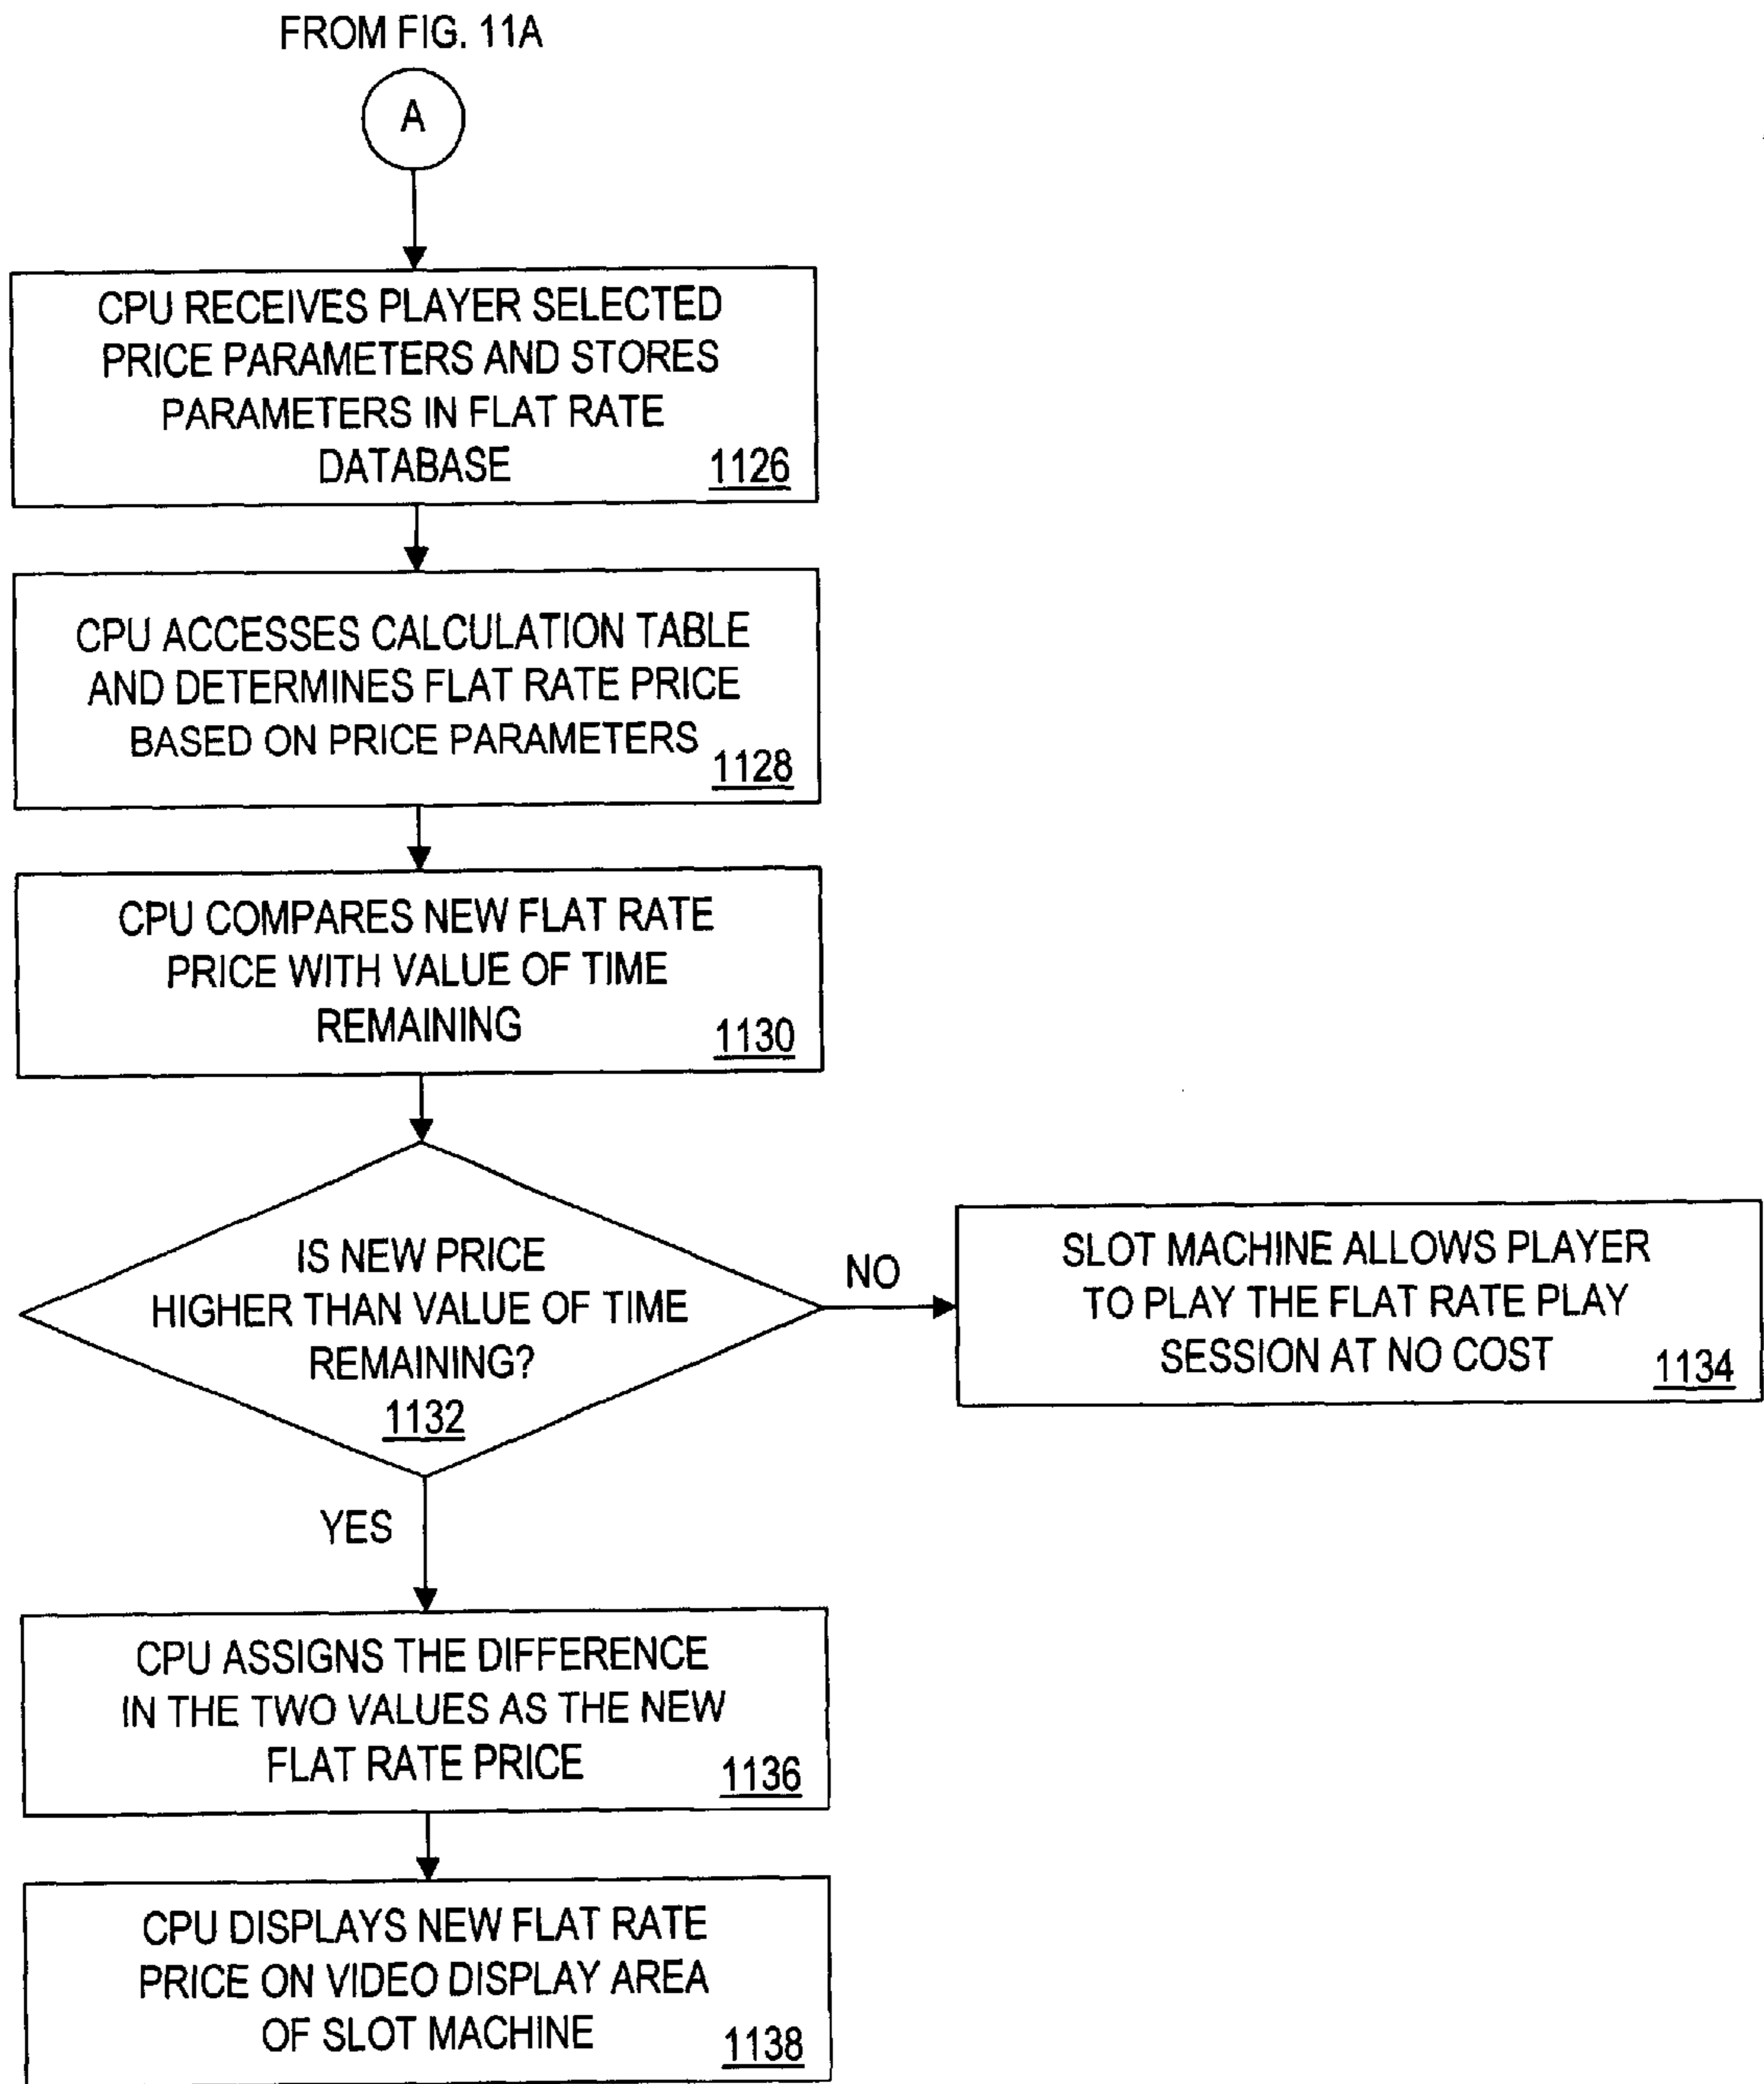 FROM FIG. 11A
A
CPU RECEIVES PLAYER SELECTED
PRICE PARAMETERS AND STORES
PARAMETERS IN FLAT RATE
DATABASE 1126
CPU ACCESSES CALCULATION TABLE
AND DETERMINES FLAT RATE PRICE
BASED ON PRICE PARAMETERS 1128
CPU COMPARES NEW FLAT RATE
PRICE WITH VALUE OF TIME
REMAINING 1130
IS NEW PRICE
HIGHER THAN VALUE OF TIME
REMAINING?
1132
NO
SLOT MACHINE ALLOWS PLAYER
TO PLAY THE FLAT RATE PLAY
SESSION AT NO COST 1134
YES
CPU ASSIGNS THE DIFFERENCE
IN THE TWO VALUES AS THE NEW
FLAT RATE PRICE 1136
CPU DISPLAYS NEW FLAT RATE
PRICE ON VIDEO DISPLAY AREA
OF SLOT MACHINE 1138